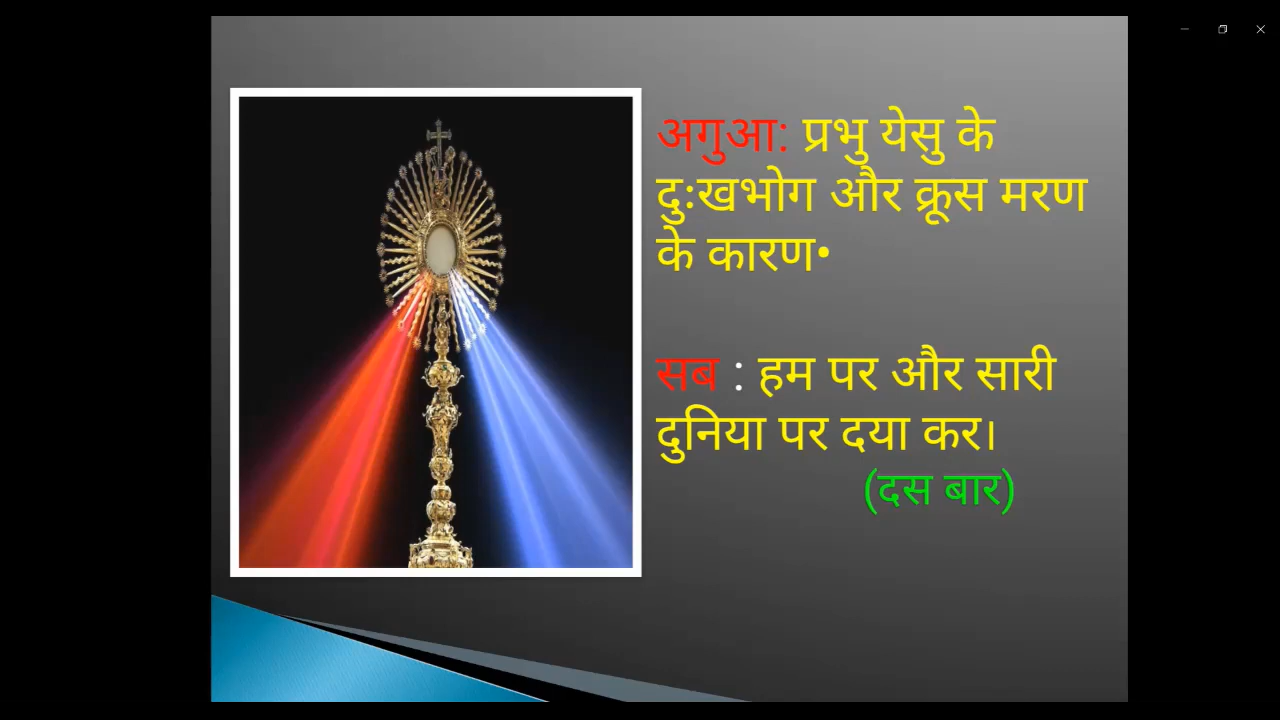 अगुआ: प्रभु येसु के
दुःखभोग और क्रूस मरण
के कारण•
सब : हम पर और सारी
दुनिया पर दया कर।
(दस बार)